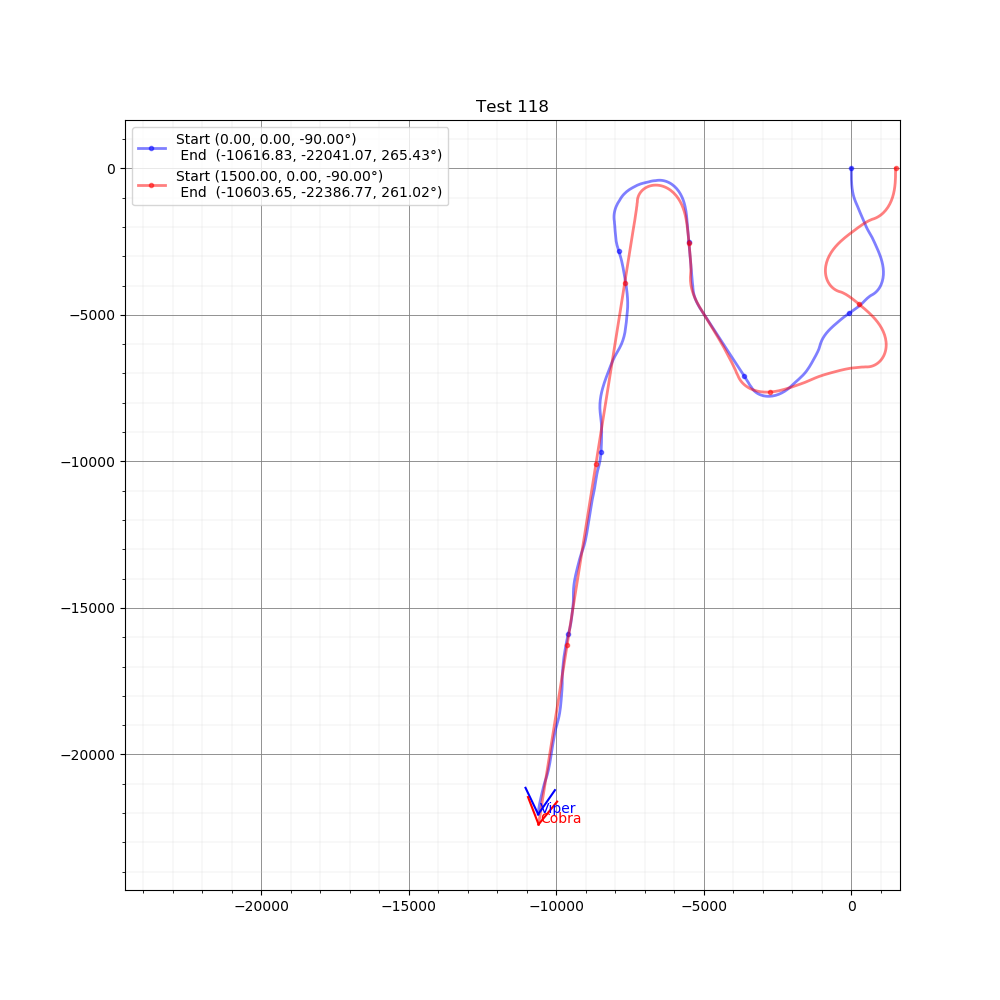 Test 118
Start (0.00, 0.00, -90.00°)
End  (-10616.83, -22041.07, 265.43°)
Start (1500.00, 0.00, -90.00°)
End  (-10603.65, -22386.77, 261.02°)
0
−5000
−10000
−15000
−20000
Viper
Cobra
−20000 −15000 −10000 −5000 0